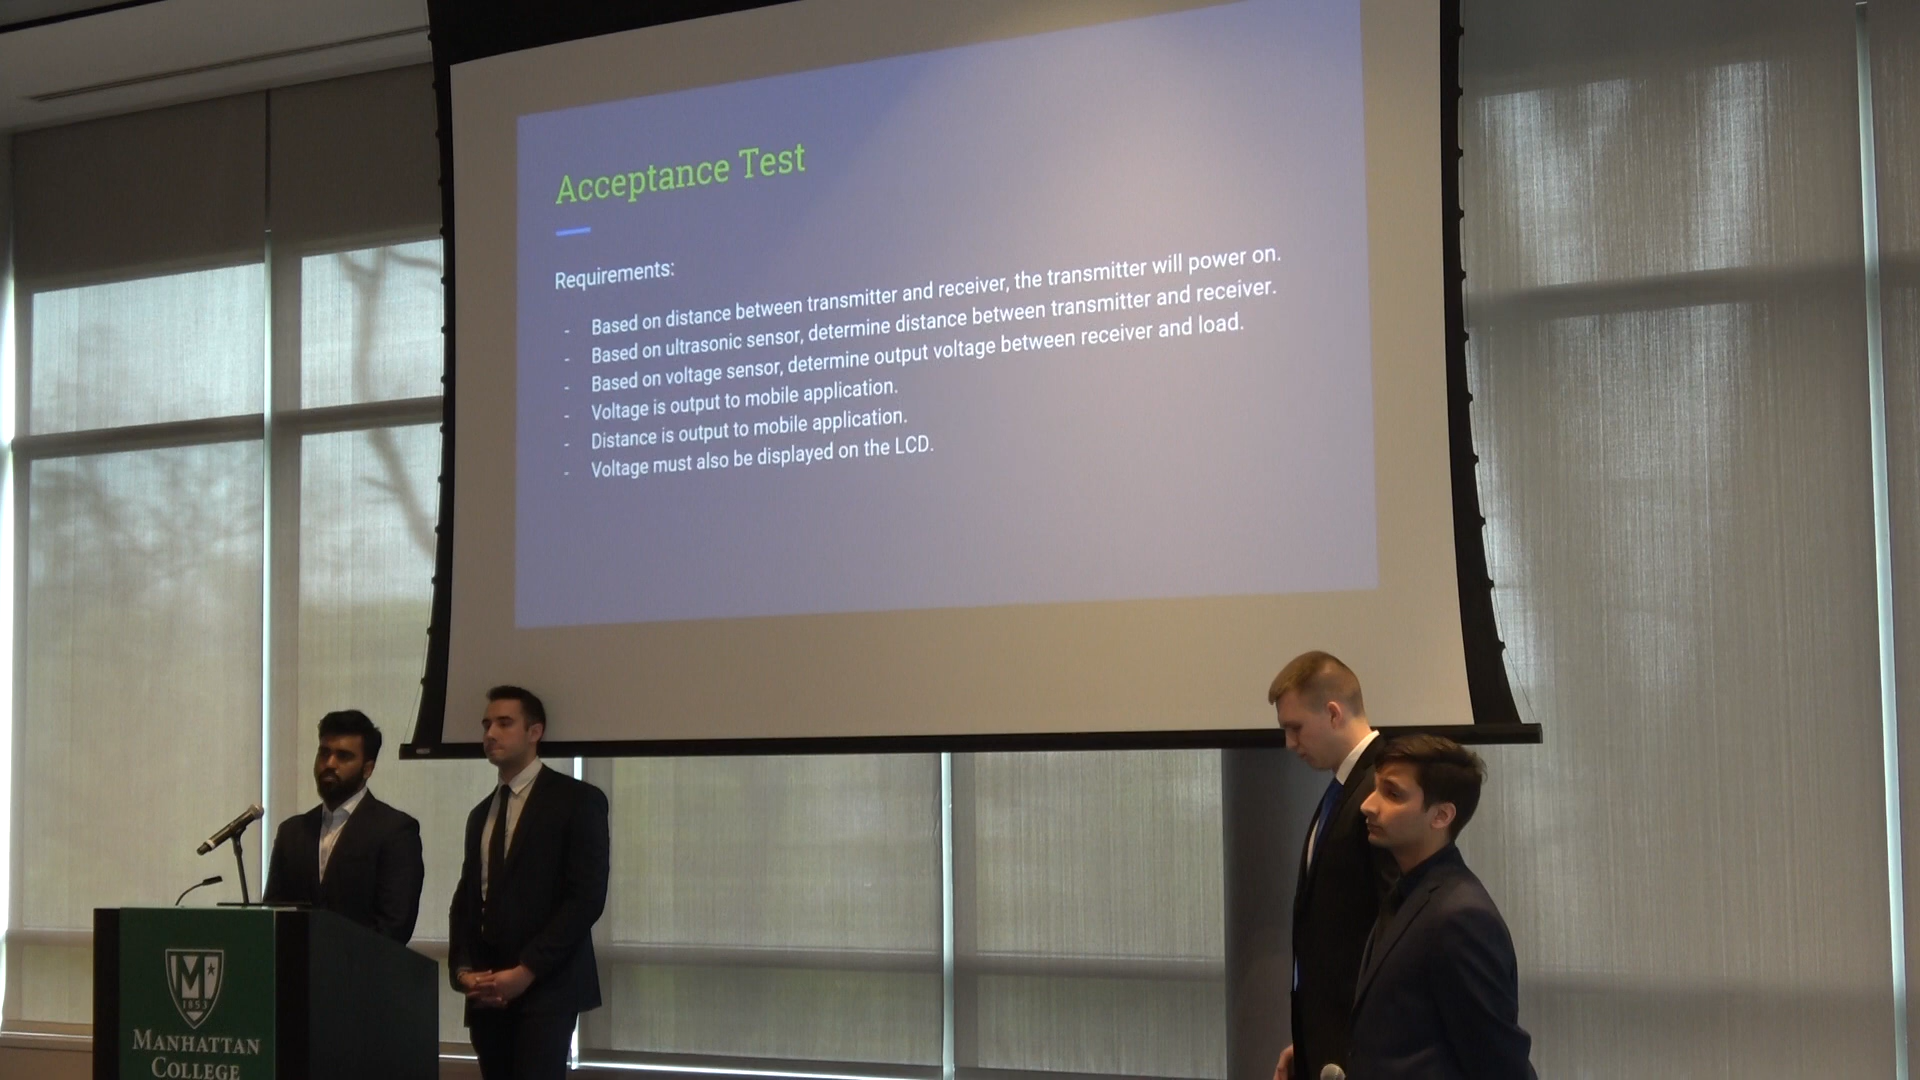 Acceptance Test
Requirements:
- Based on distance between transmitter and receiver, the transmitter will power on.
- Based on ultrasonic sensor, determine distance between transmitter and receiver.
- Based on voltage sensor, determine output voltage between receiver and load.
- Voltage is output to mobile application.
- Distance is output to mobile application.
- Voltage must also be displayed on the LCD.
M
1853
MANHATTAN
COLLEGE